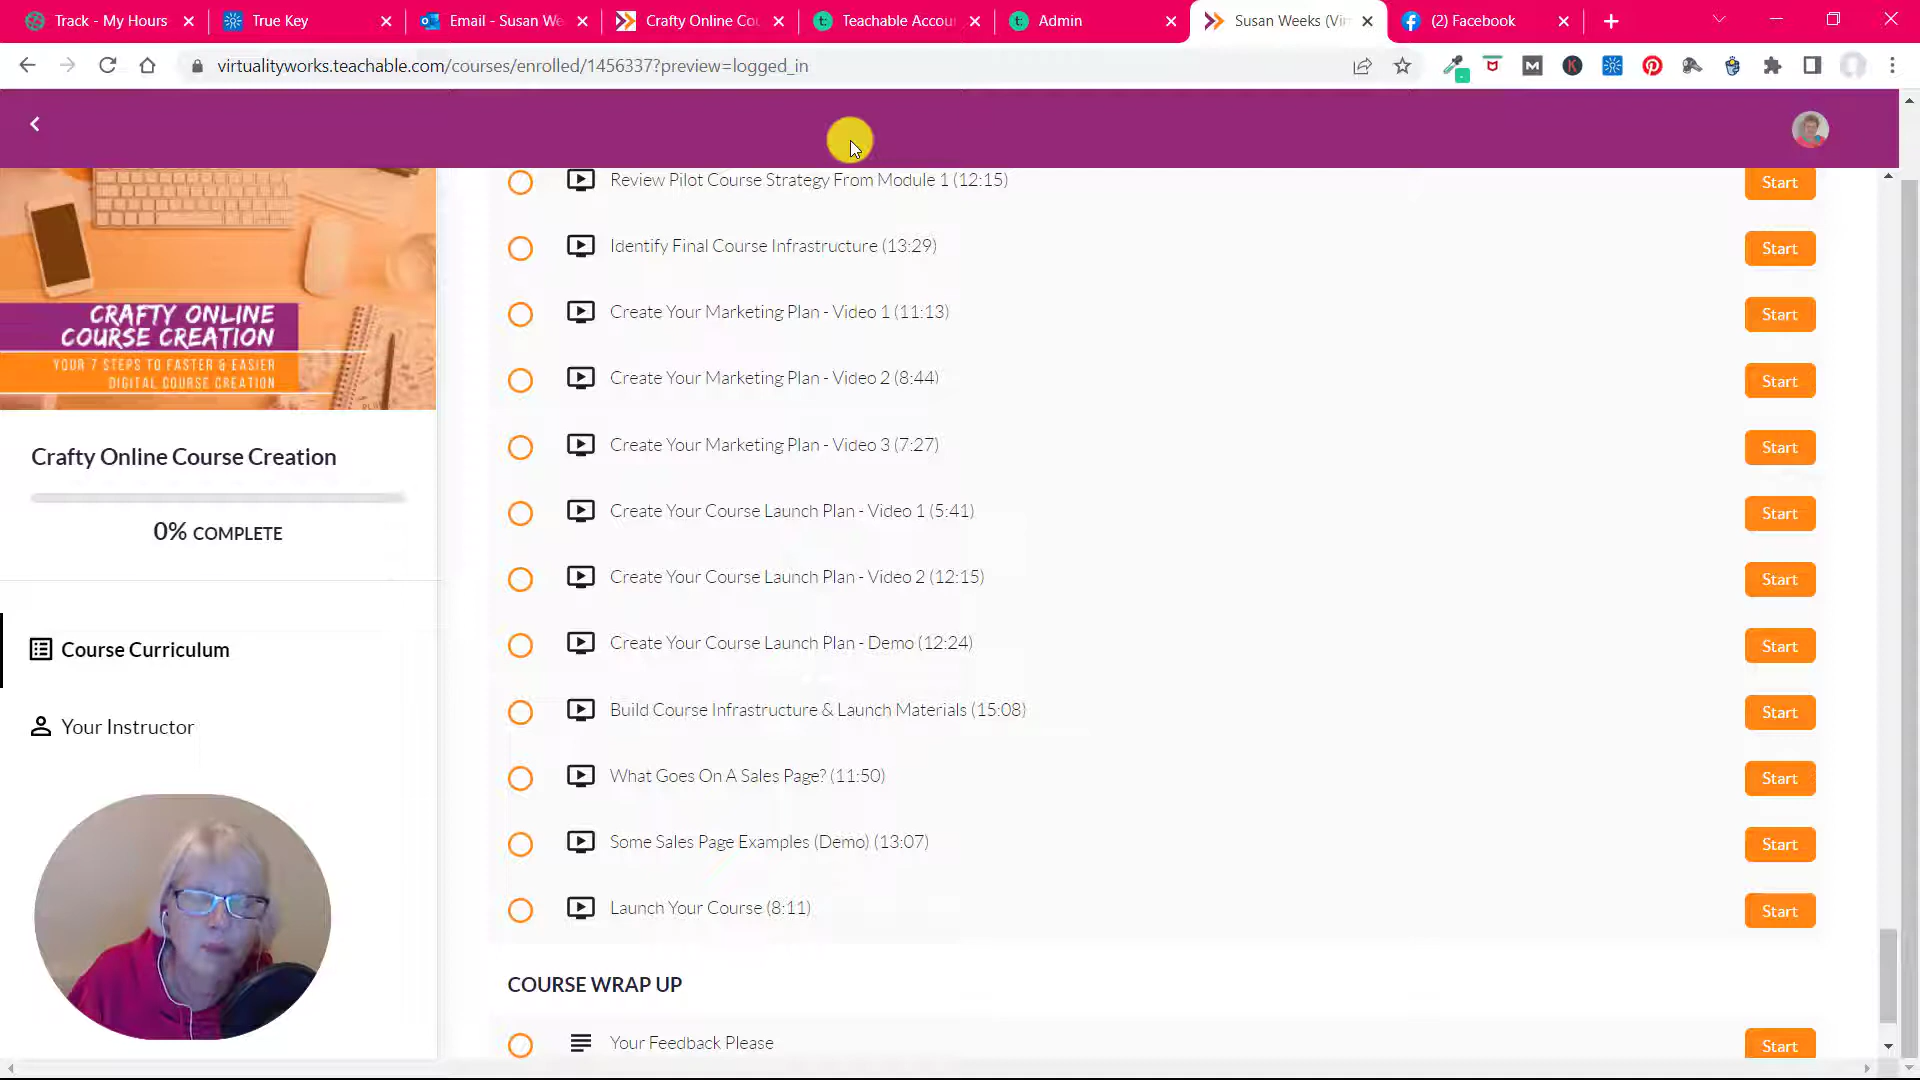 Track - My Hours
True Key
Email - Susan We
Crafty Online Cou
Teachable Accou
Admin
Susan Weeks (Vir
(2) Facebook
virtualityworks.teachable.com/courses/enrolled/1456337?preview=logged_in
CRAFTY ONLINE
COURSE CREATION
YOUR 7 STEPS TO FASTER & EASIER
DIGITAL COURSE CREATION
Crafty Online Course Creation
0% COMPLETE
Course Curriculum
Your Instructor
Review Pilot Course Strategy From Module 1 (12:15)
Start
Identify Final Course Infrastructure (13:29)
Start
Create Your Marketing Plan - Video 1 (11:13)
Start
Create Your Marketing Plan - Video 2 (8:44)
Start
Create Your Marketing Plan - Video 3 (7:27)
Start
Create Your Course Launch Plan - Video 1 (5:41)
Start
Create Your Course Launch Plan - Video 2 (12:15)
Start
Create Your Course Launch Plan - Demo (12:24)
Start
Build Course Infrastructure & Launch Materials (15:08)
Start
What Goes On A Sales Page? (11:50)
Start
Some Sales Page Examples (Demo) (13:07)
Start
Launch Your Course (8:11)
Start
COURSE WRAP UP
Your Feedback Please
Start